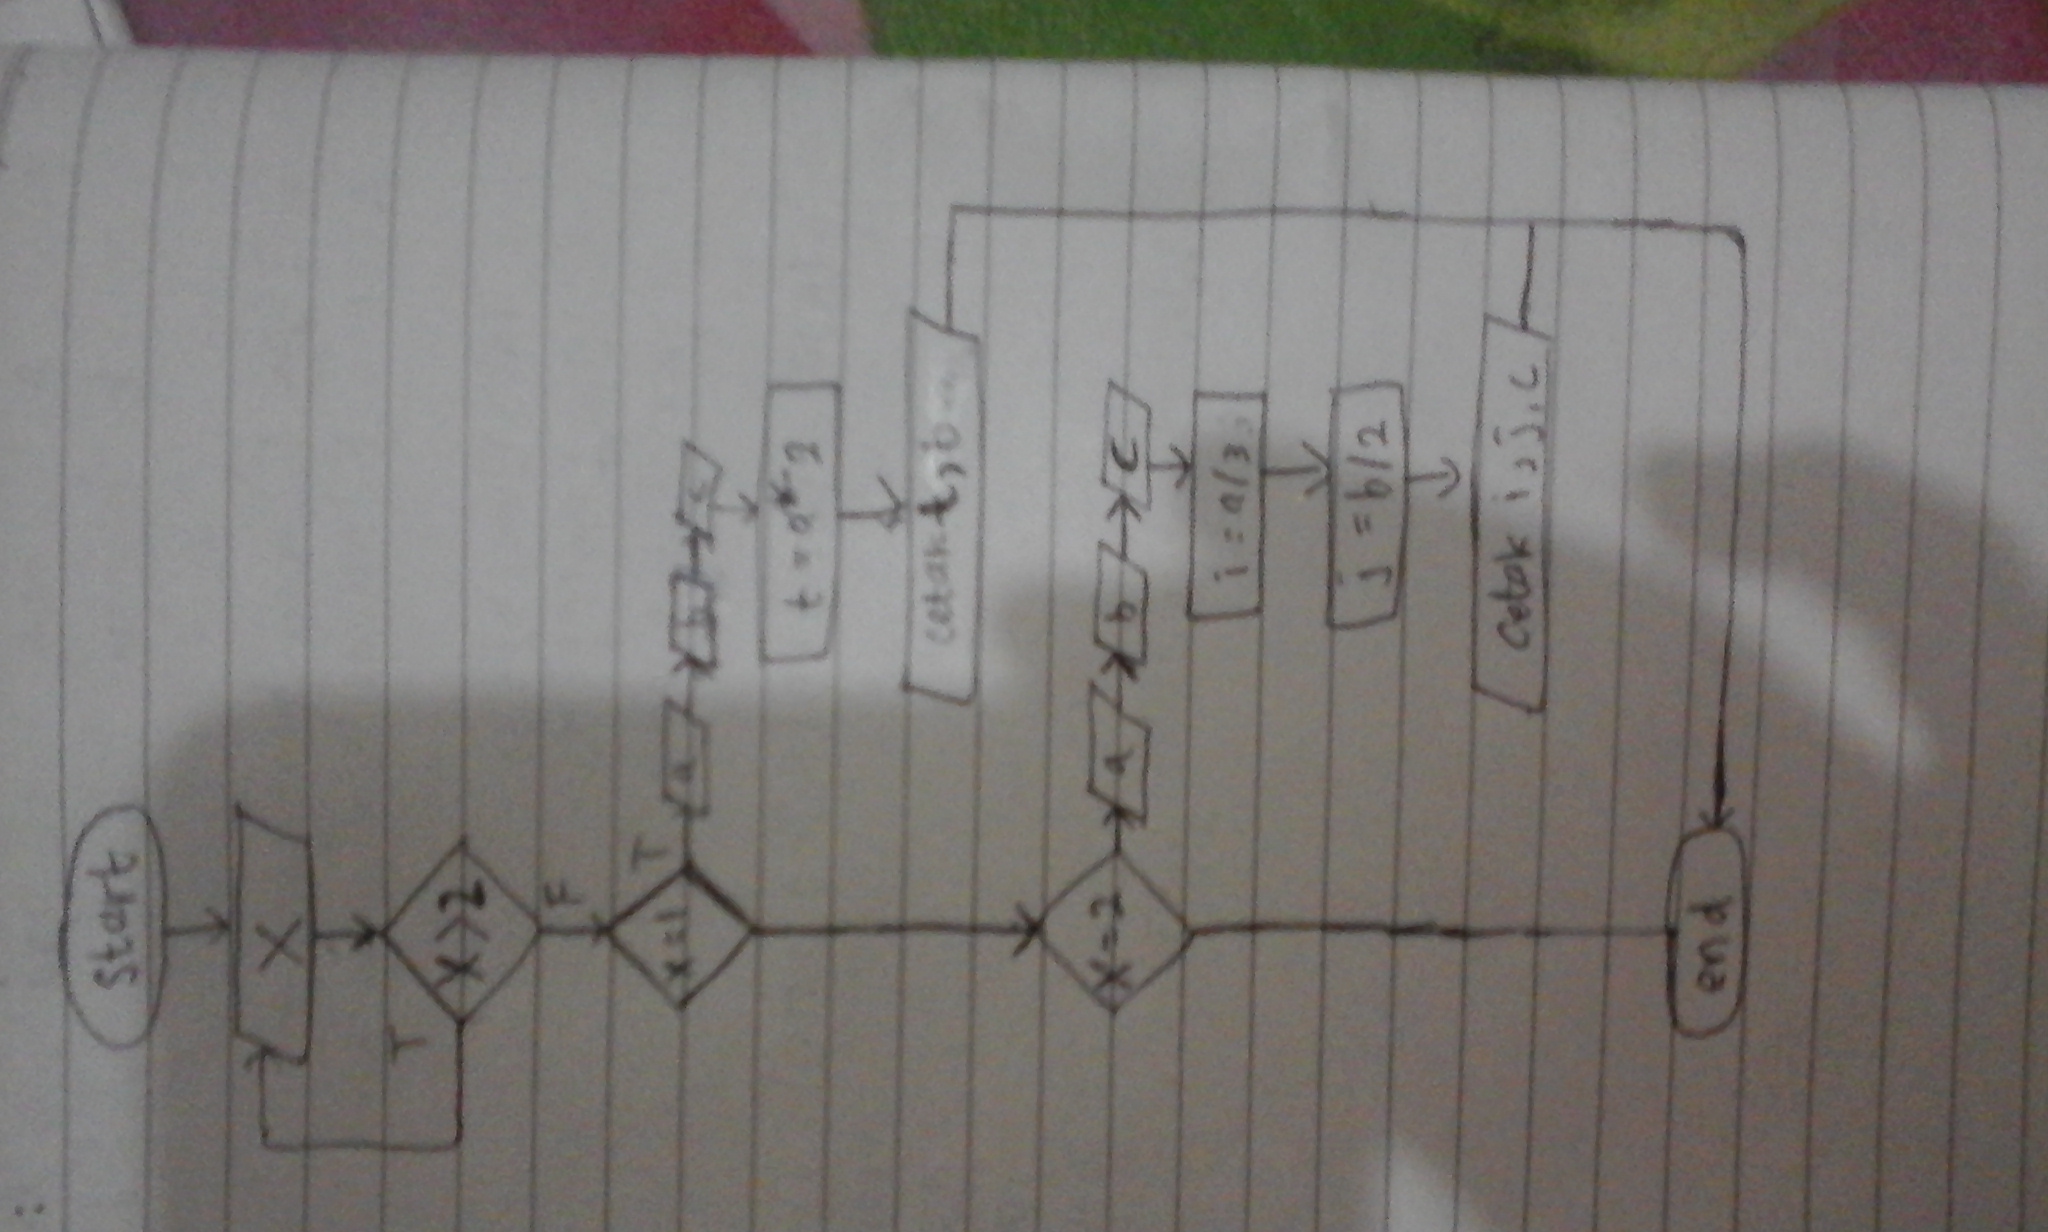 :
Start
X
T
X>2
F
x=1
T
a
b
c
t = a* 2
cetak t, b
X=2
a
b
c
i = a/3
j = b/2
Cetak i, j, c
end